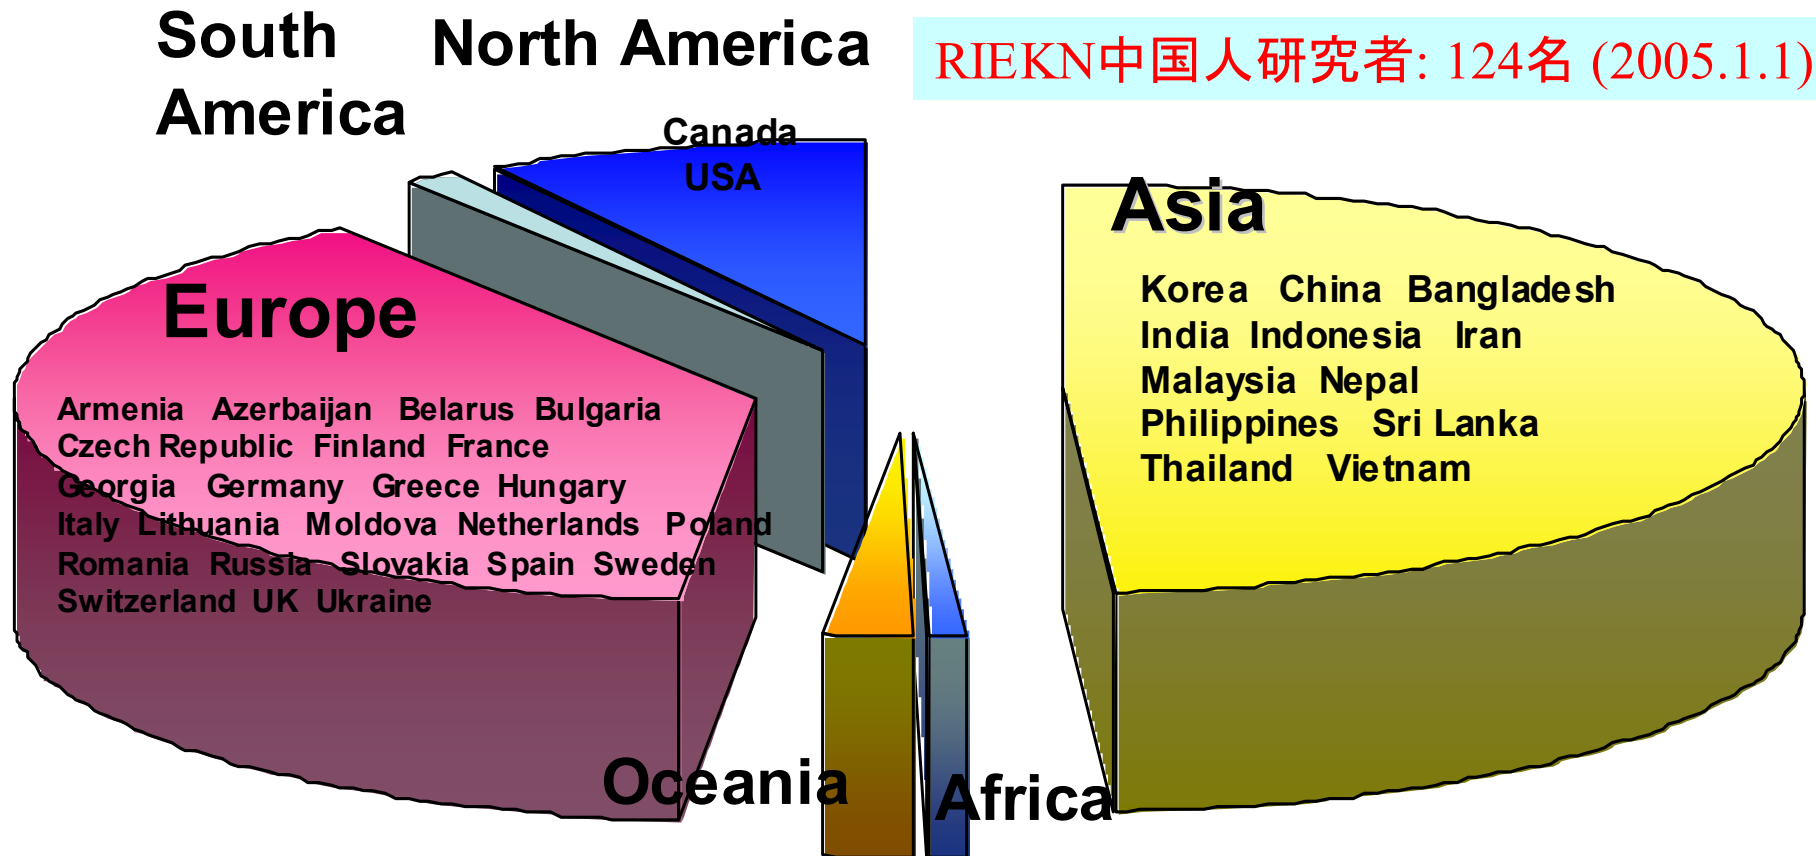 South
America
North America
RIEKN中国人研究者: 124名 (2005.1.1)
Canada
USA
Asia
Korea China Bangladesh
India Indonesia Iran
Malaysia Nepal
Philippines Sri Lanka
Thailand Vietnam
Europe
Armenia Azerbaijan Belarus Bulgaria
Czech Republic Finland France
Georgia Germany Greece Hungary
Italy Lithuania Moldova Netherlands Poland
Romania Russia Slovakia Spain Sweden
Switzerland UK Ukraine
Oceania
Africa